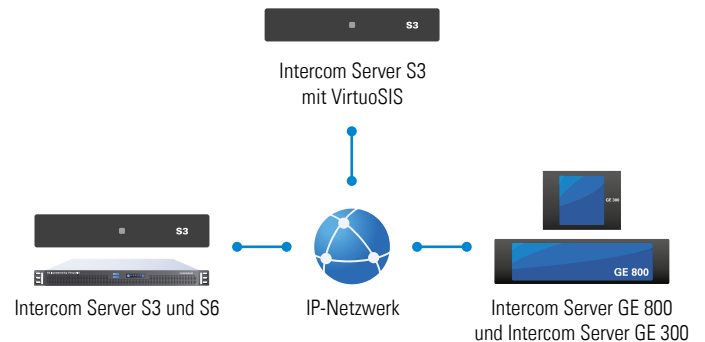 S3
Intercom Server S3
mit VirtuoSIS
S3
Intercom Server S3 und S6
IP-Netzwerk
GE 300
GE 800
Intercom Server GE 800
und Intercom Server GE 300